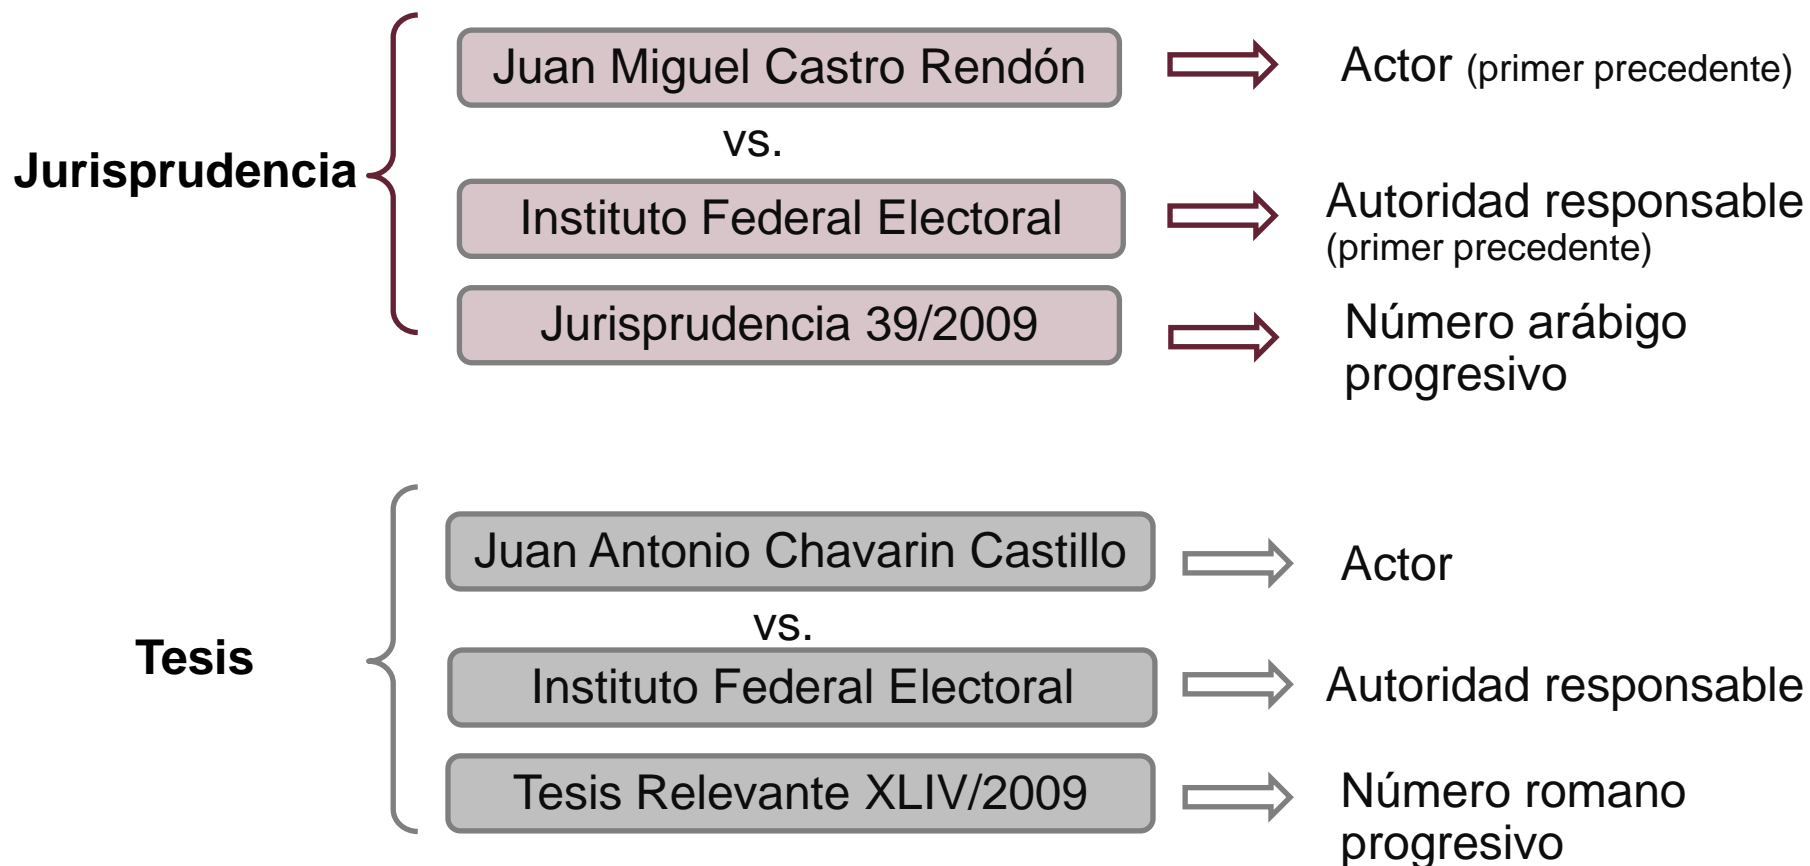 Juan Miguel Castro Rendón
Actor (primer precedente)
vs.
Jurisprudencia
Instituto Federal Electoral
Autoridad responsable
(primer precedente)
Jurisprudencia 39/2009
Número arábigo
progresivo
Juan Antonio Chavarin Castillo
Actor
vs.
Tesis
Instituto Federal Electoral
Autoridad responsable
Tesis Relevante XLIV/2009
Número romano
progresivo